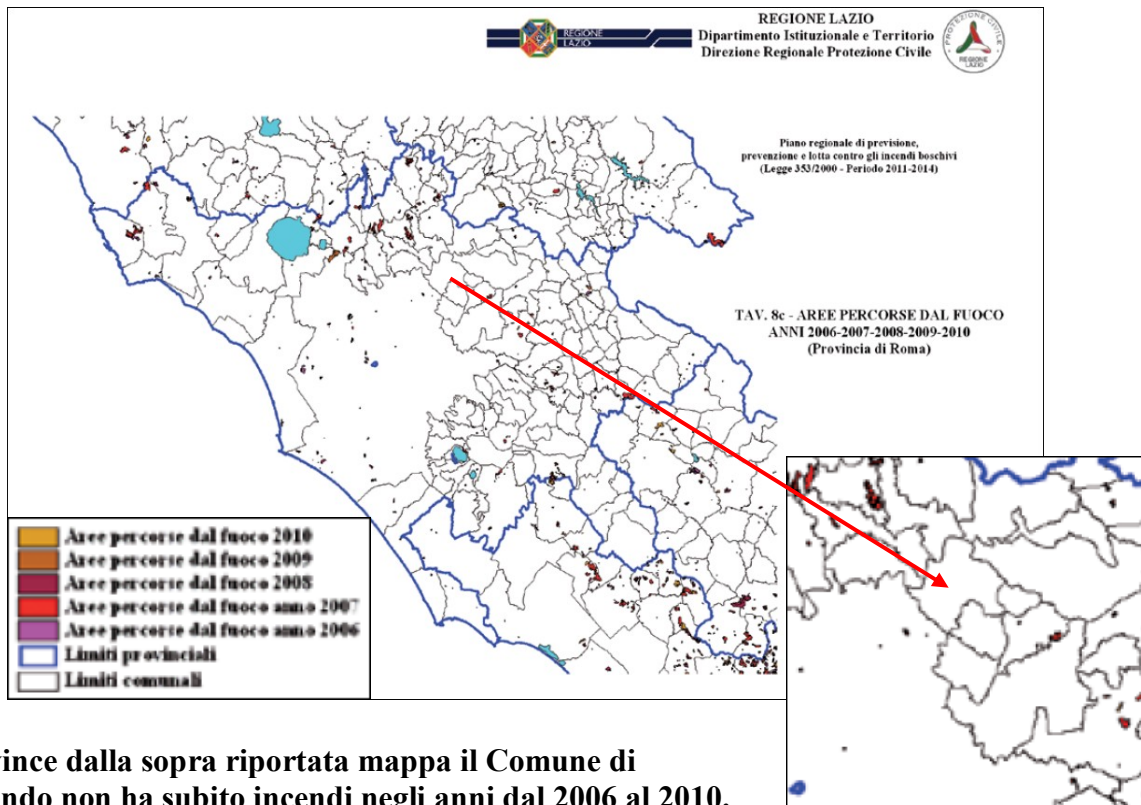 REGIONE LAZIO
Dipartimento Istituzionale e Territorio
Direzione Regionale Protezione Civile
REGIONE
LAZIO
PROTEZIONE CIVILE
REGIONE
LAZIO
Piano regionale di previsione,
prevenzione e lotta contro gli incendi boschivi
(Legge 353/2000 - Periodo 2011-2014)
TAV. 8c - AREE PERCORSE DAL FUOCO
ANNI 2006-2007-2008-2009-2010
(Provincia di Roma)
Aree percorse dal fuoco 2010
Aree percorse dal fuoco 2009
Aree percorse dal fuoco 2008
Aree percorse dal fuoco anno 2007
Aree percorse dal fuoco anno 2006
Limiti provinciali
Limiti comunali
vince dalla sopra riportata mappa il Comune di
ndo non ha subito incendi negli anni dal 2006 al 2010.